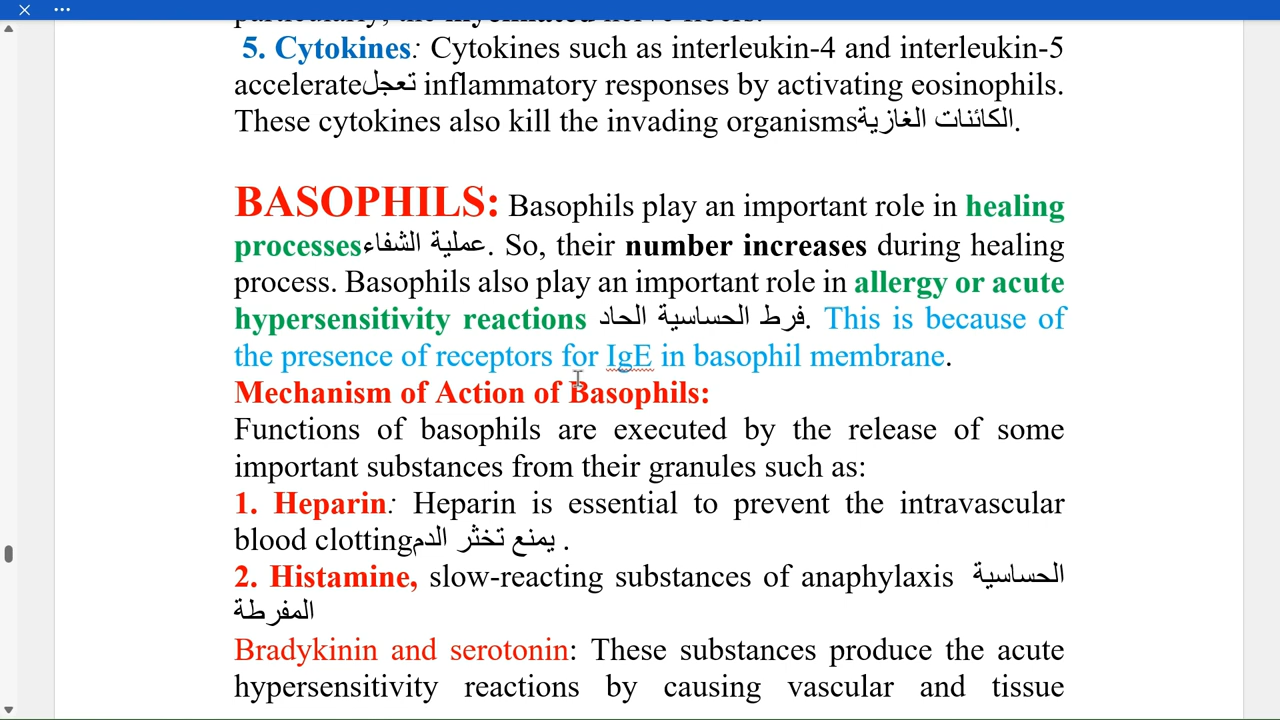 particularly, the myelinated nerve fibers.
5. Cytokines: Cytokines such as interleukin-4 and interleukin-5
accelerateتعجل inflammatory responses by activating eosinophils.
These cytokines also kill the invading organismsالكائنات الغازية.
BASOPHILS: Basophils play an important role in healing
processesعملية الشفاء. So, their number increases during healing
process. Basophils also play an important role in allergy or acute
hypersensitivity reactions فرط الحساسية الحاد. This is because of
the presence of receptors for IgE in basophil membrane.
Mechanism of Action of Basophils:
Functions of basophils are executed by the release of some
important substances from their granules such as:
1. Heparin: Heparin is essential to prevent the intravascular
blood clottingيمنع تخثر الدم .
2. Histamine, slow-reacting substances of anaphylaxis الحساسية
المفرطة
Bradykinin and serotonin: These substances produce the acute
hypersensitivity reactions by causing vascular and tissue